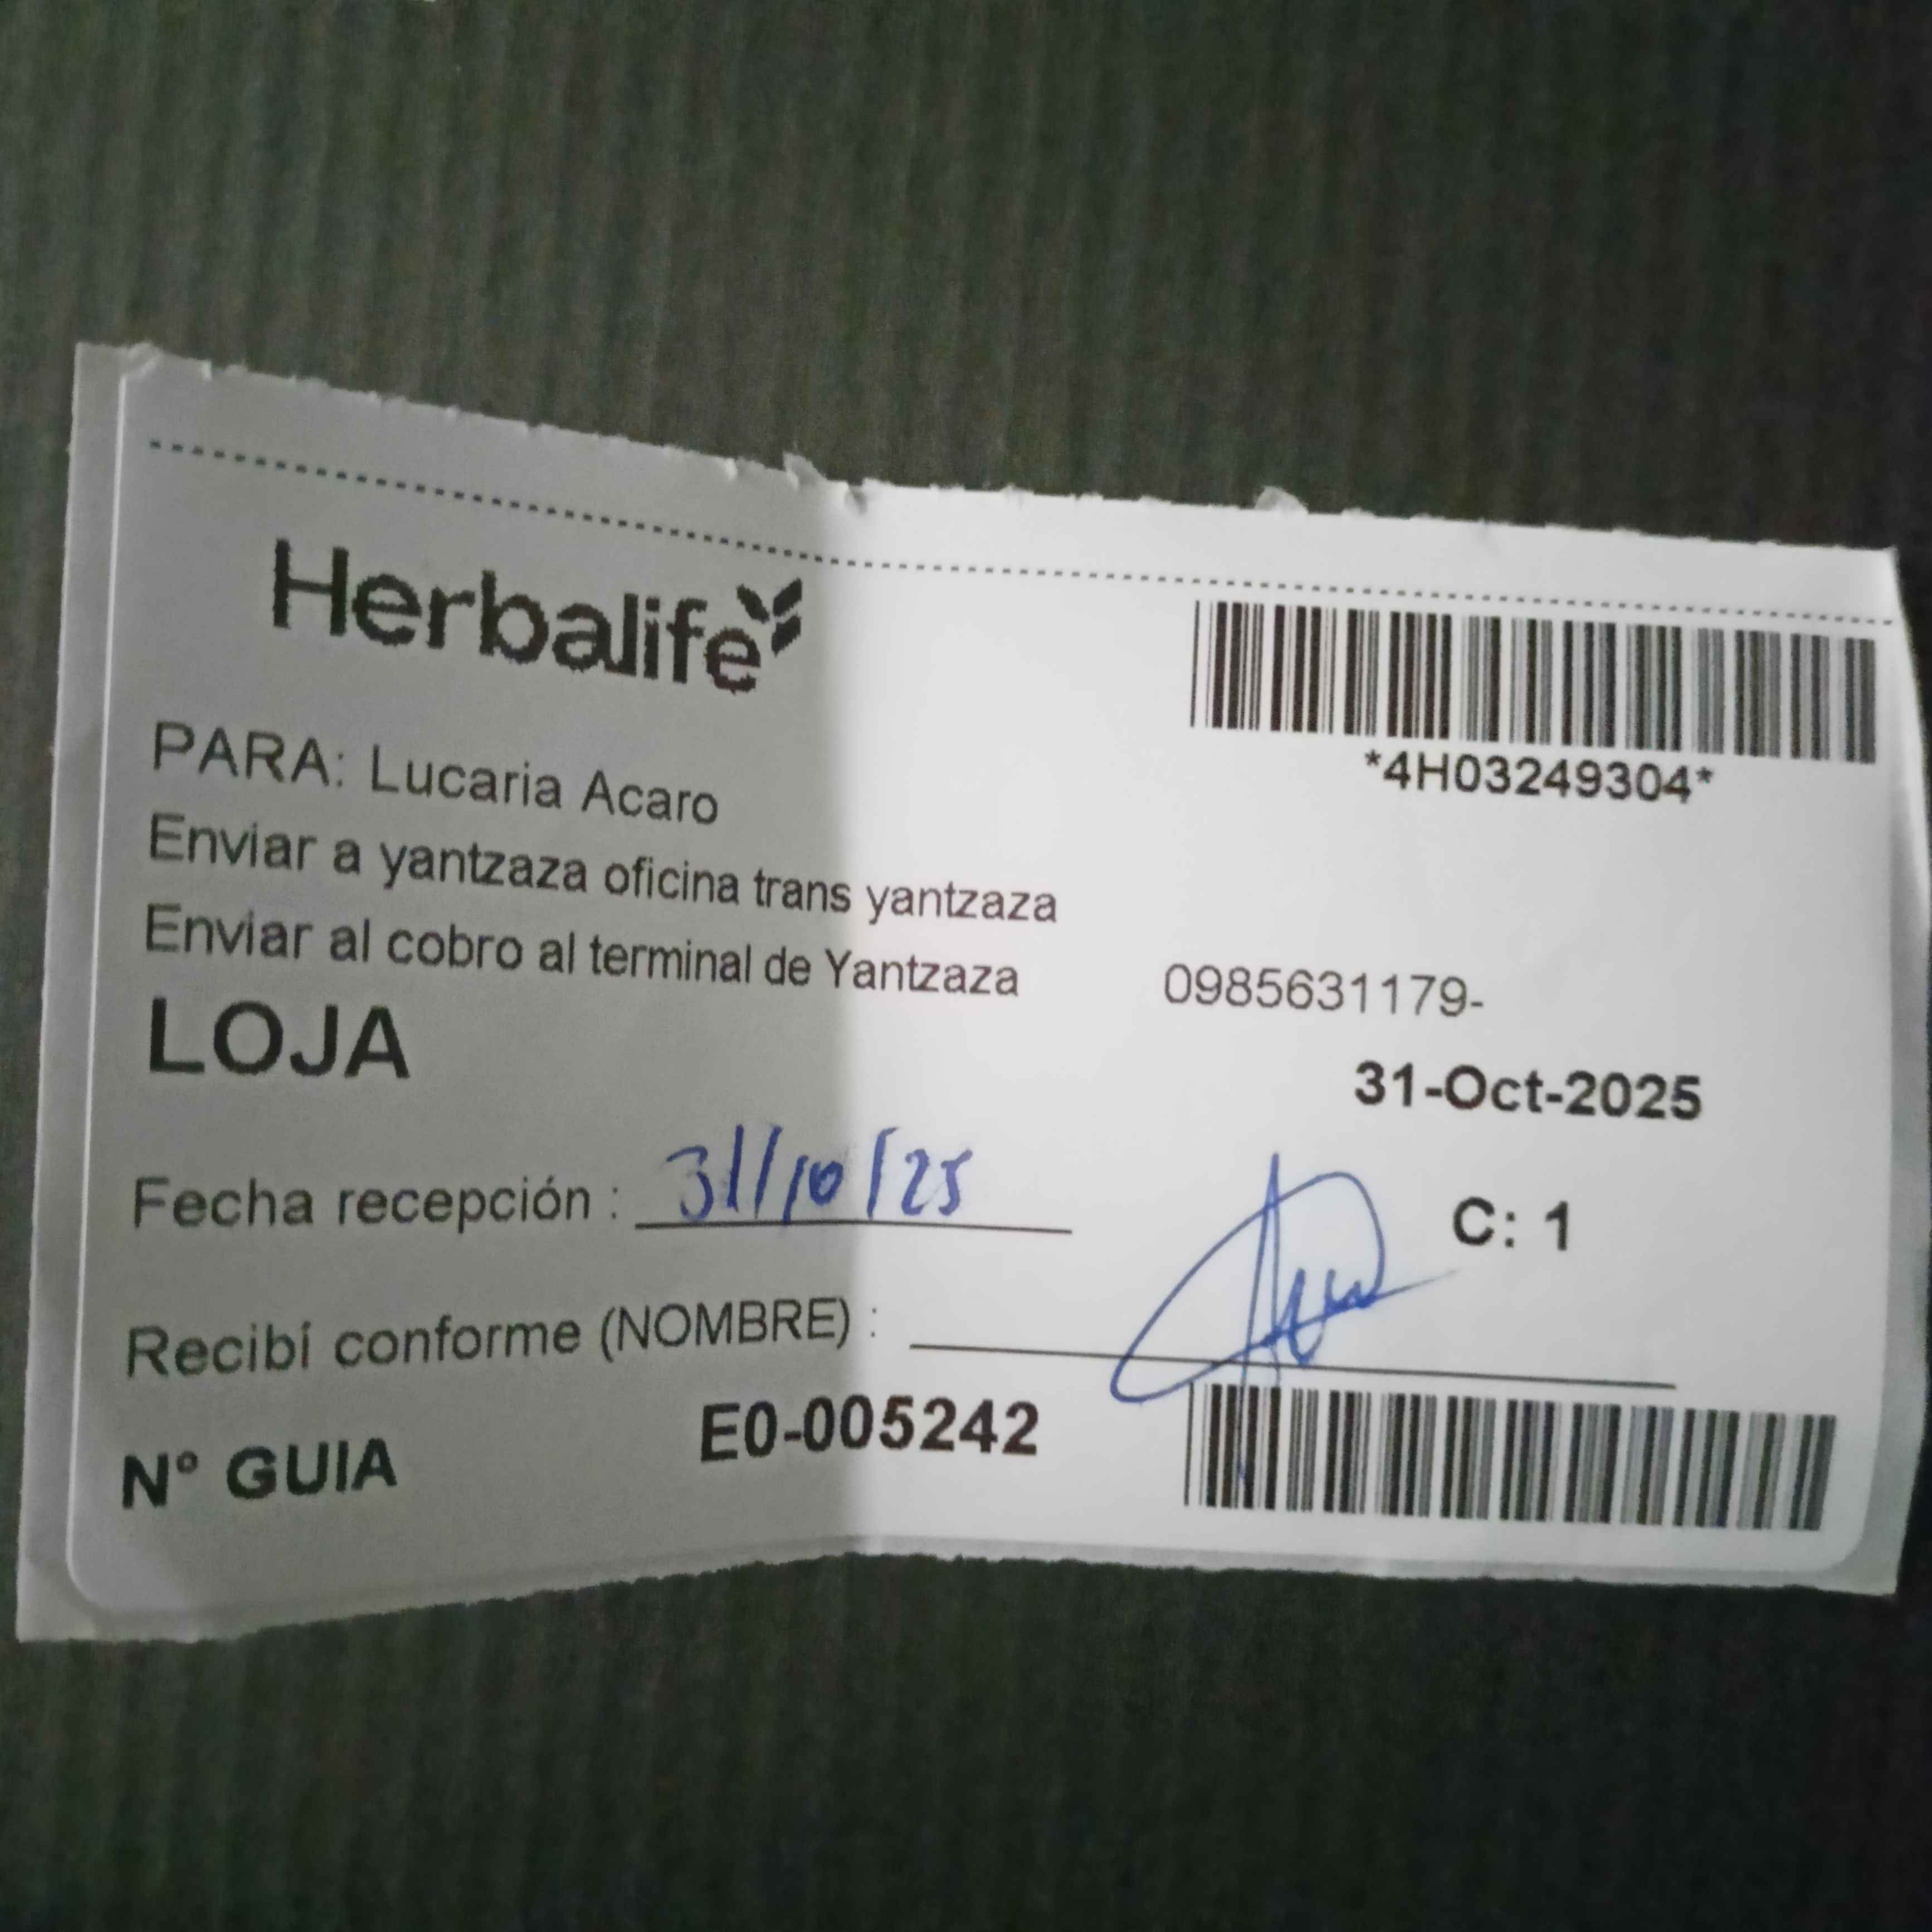 Herbalife
*4H03249304*
PARA: Lucaria Acaro
Enviar a yantzaza oficina trans yantzaza
Enviar al cobro al terminal de Yantzaza 0985631179-
LOJA
31-Oct-2025
Fecha recepción : 31/10/25
C: 1
Recibí conforme (NOMBRE) :
N° GUIA E0-005242